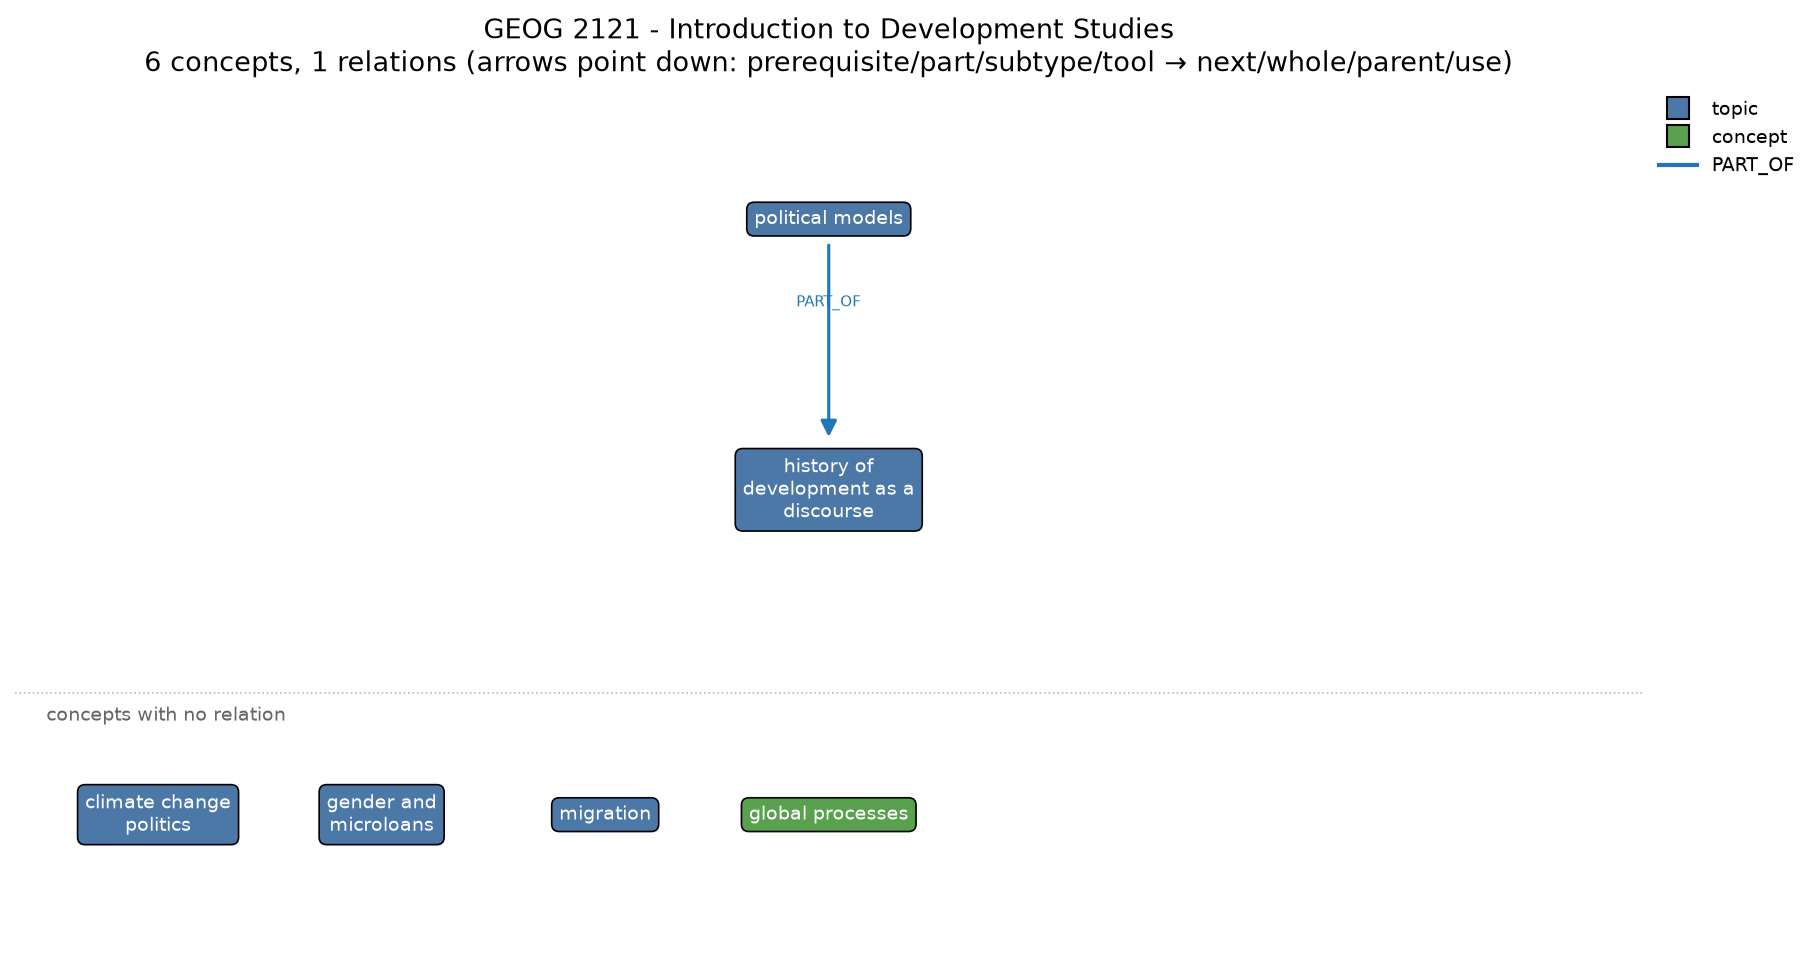 GEOG 2121 - Introduction to Development Studies
6 concepts, 1 relations (arrows point down: prerequisite/part/subtype/tool → next/whole/parent/use)
topic
concept
PART_OF
political models
PART_OF
history of
development as a
discourse
concepts with no relation
climate change
politics
gender and
microloans
migration
global processes